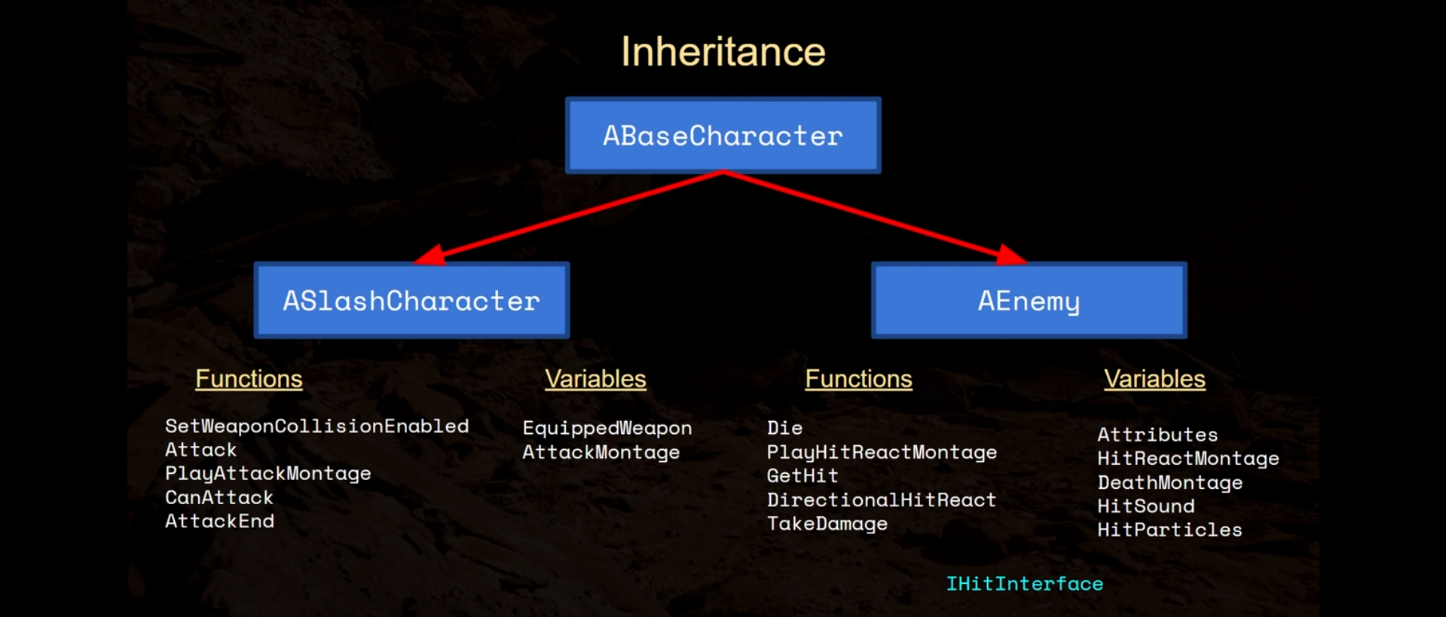 Inheritance
ABaseCharacter
ASlashCharacter
AEnemy
Functions
SetWeaponCollisionEnabled
Attack
PlayAttackMontage
CanAttack
AttackEnd
Variables
EquippedWeapon
AttackMontage
Functions
Die
PlayHitReactMontage
GetHit
DirectionalHitReact
TakeDamage
Variables
Attributes
HitReactMontage
DeathMontage
HitSound
HitParticles
IHitInterface